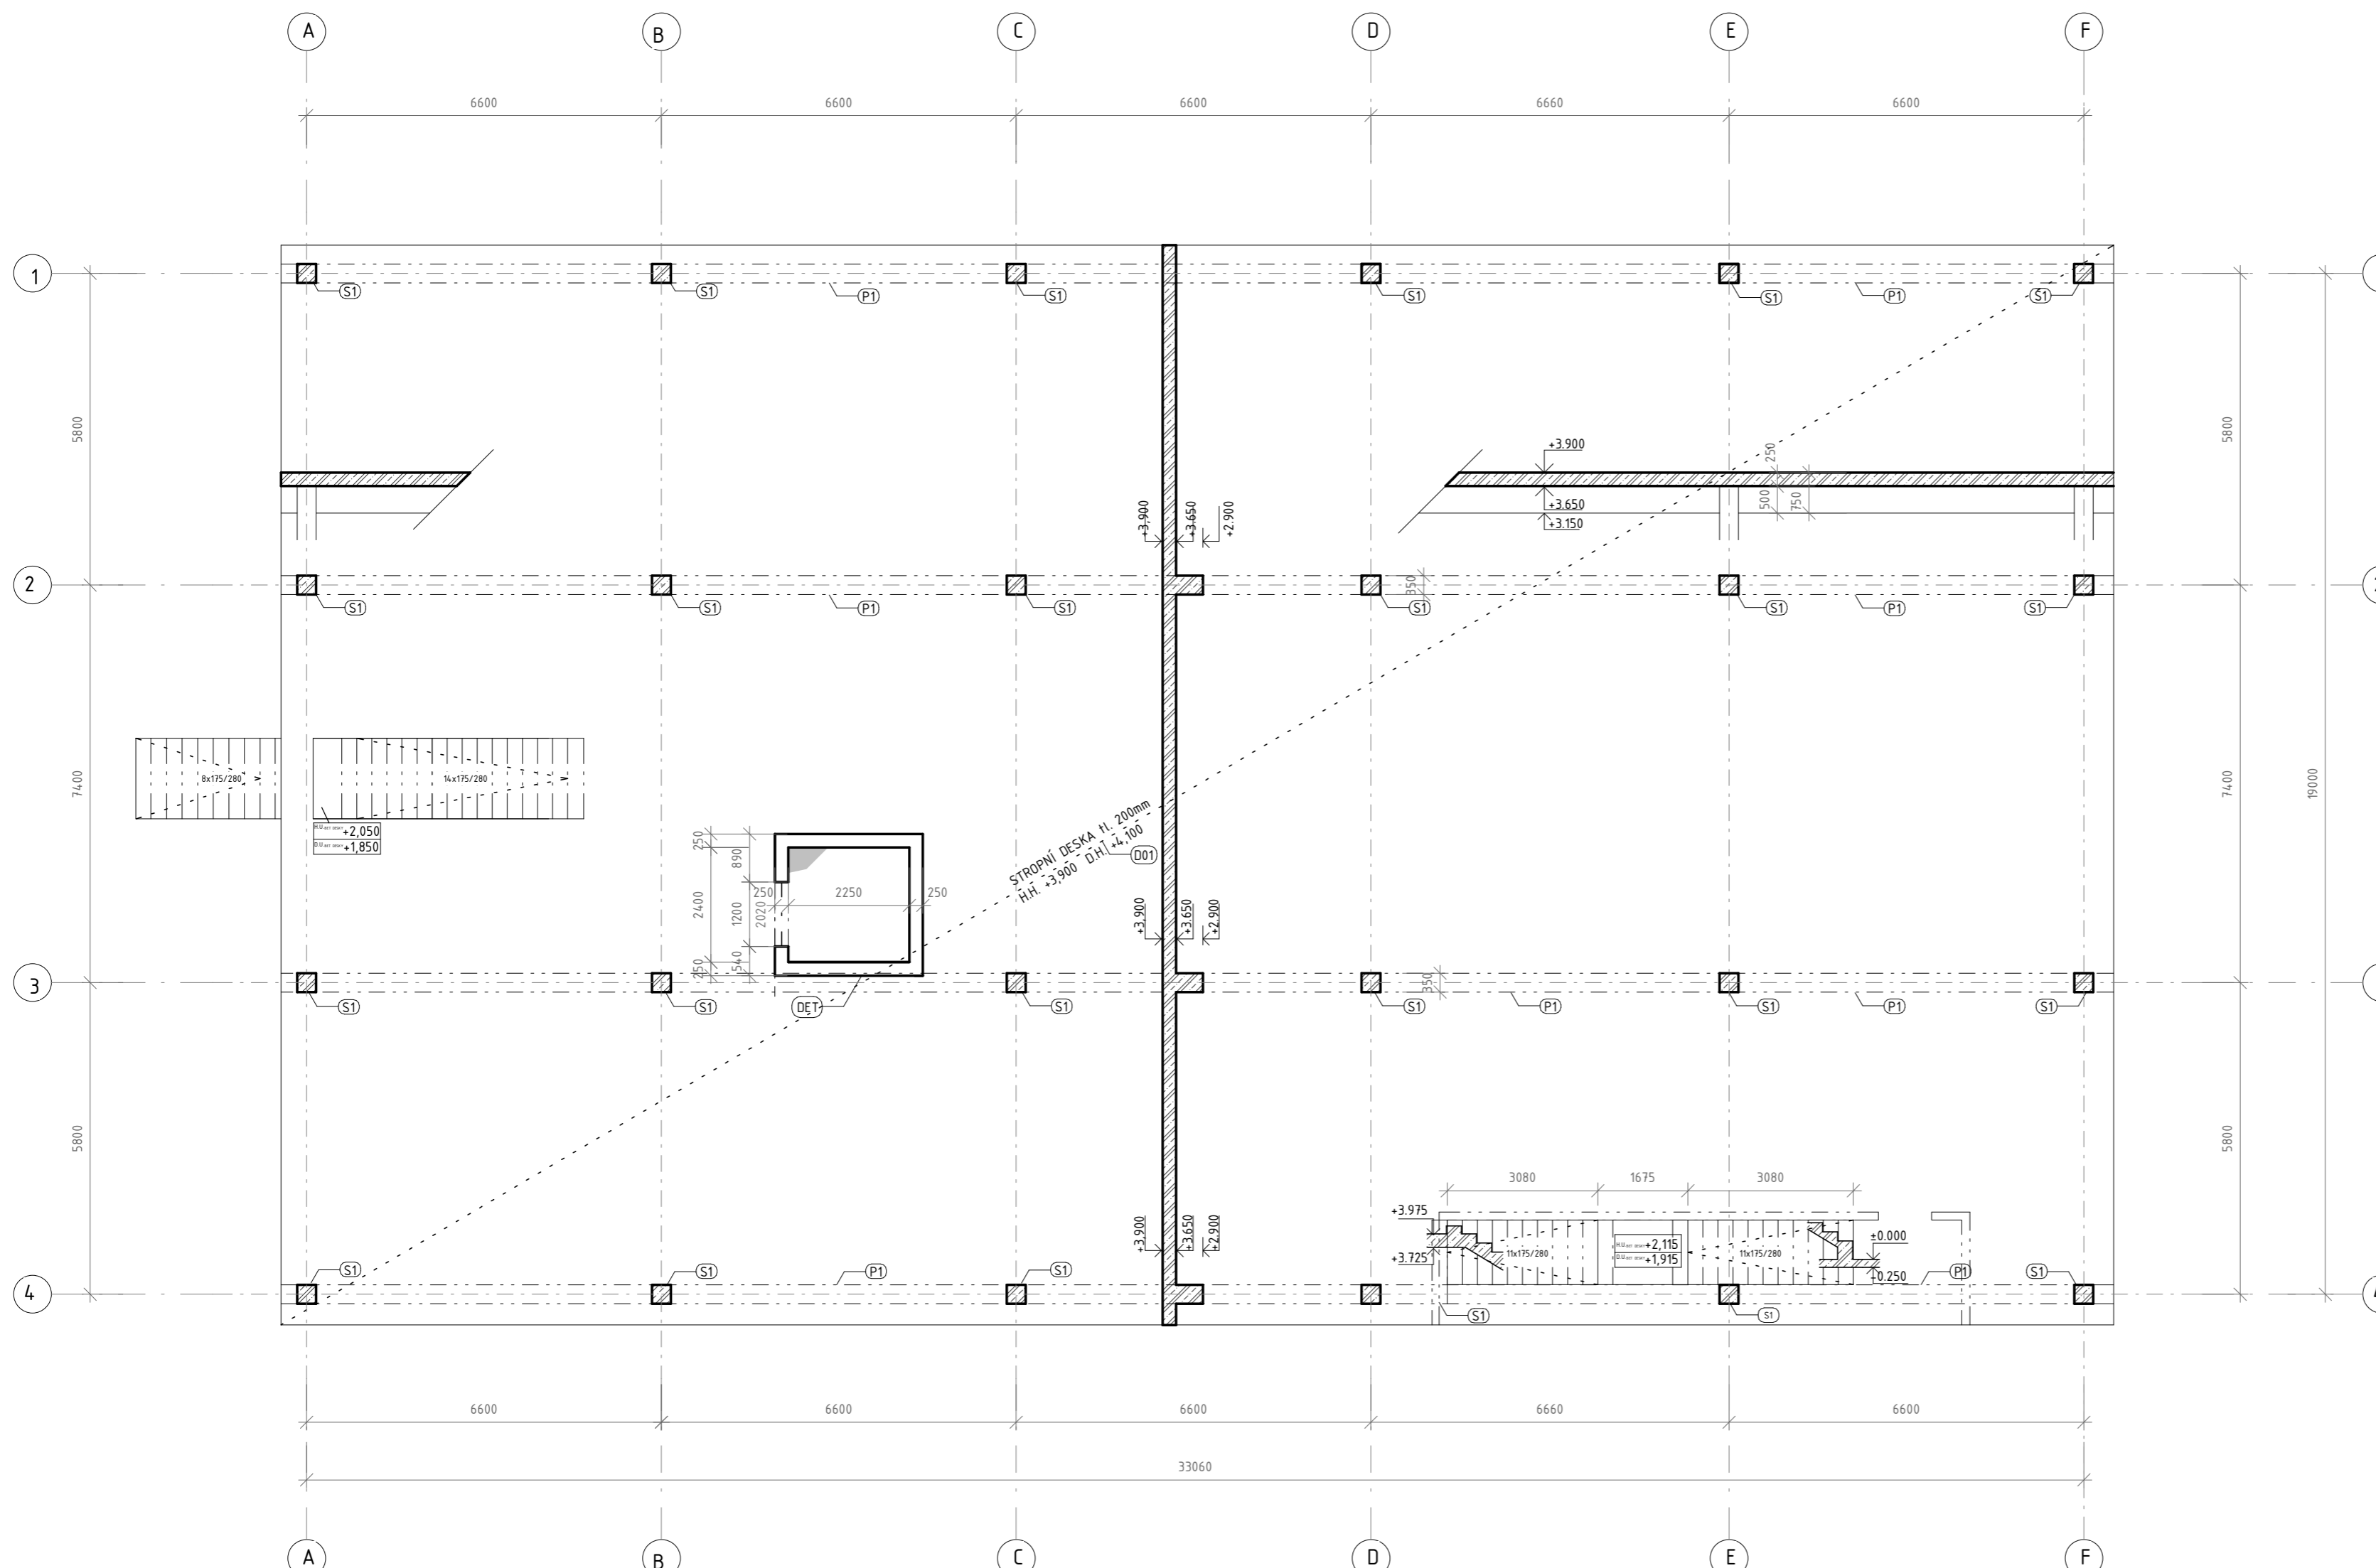 A B C D E F
6600 6600 6600 6660 6600
1
S1 S1 P1 S1 S1 S1 P1 S1
5800 5800
+3.900 250
500 750
+3.650
+3.150
+3,900 +3.650 +2.900
2
350
S1 S1 P1 S1 S1 S1 P1 S1
7400 7400 19000
8x175/280 14x175/280
+2,050
+1,850
250 890
2400 1200 2020
250 2250 250
250 540
STROPNÍ DESKA tl. 200mm
H.H. +3,900 D.H. +4,100
D01
+3.900 +3.650 +2.900
3
350
S1 S1 DET S1 S1 P1 S1 P1 S1
5800 5800
3080 1675 3080
+3.975
+3.725
11x175/280
+2,115
+1,915
11x175/280
±0.000
-0.250
+3.900 +3.650 +2.900
S1 S1 P1 S1 P1 S1
4
S1 S1
6600 6600 6600 6660 6600
33060
A B C D E F